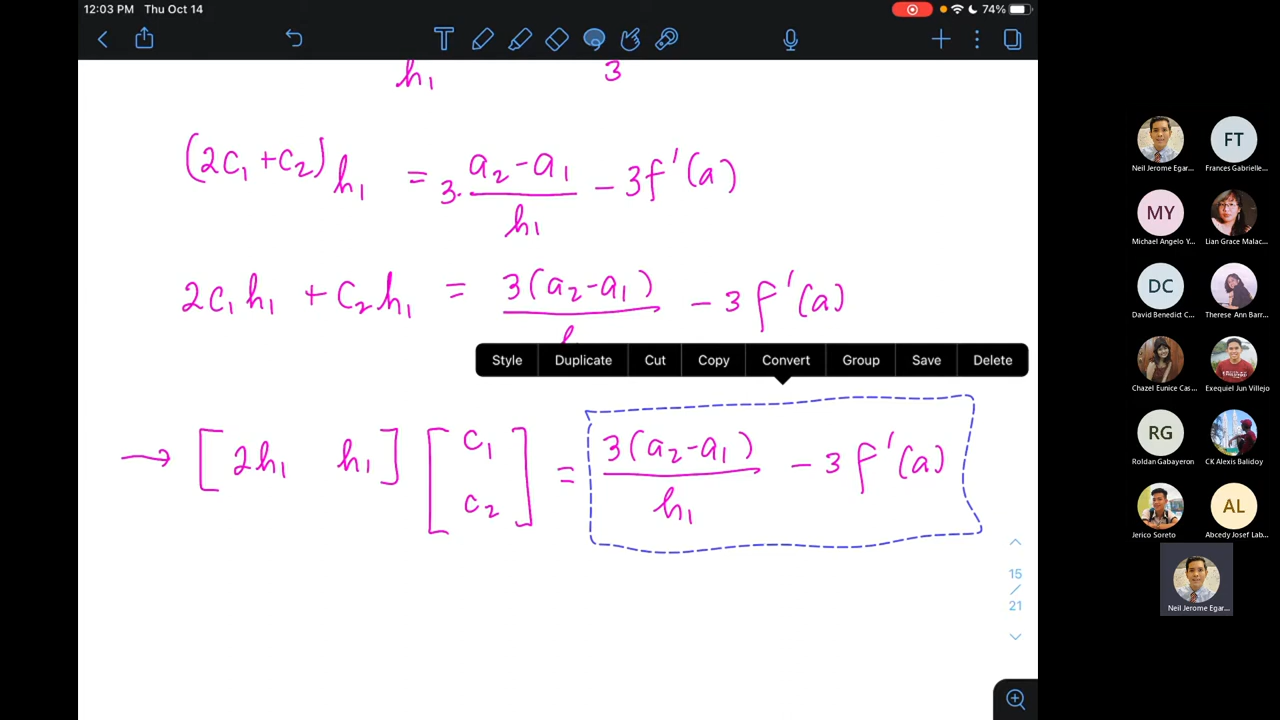 12:03 PM Thu Oct 14
74%
h₁ 3
(2c₁+c₂)h₁ = 3· (a₂-a₁)/h₁ - 3f'(a)
2c₁h₁ + c₂h₁ = 3(a₂-a₁)/h - 3f'(a)
Style Duplicate Cut Copy Convert Group Save Delete
→ [2h₁ h₁] [c₁ c₂] = 3(a₂-a₁)/h₁ - 3f'(a)
15
/
21
Neil Jerome Egar...
FT
Frances Gabrielle...
MY
Michael Angelo Y...
Lian Grace Malac...
DC
David Benedict C...
Therese Ann Barr...
Chazel Eunice Cas...
Exequiel Jun Villejo
RG
Roldan Gabayeron
CK Alexis Balidoy
Jerico Soreto
AL
Abcedy Josef Lab...
Neil Jerome Egar...